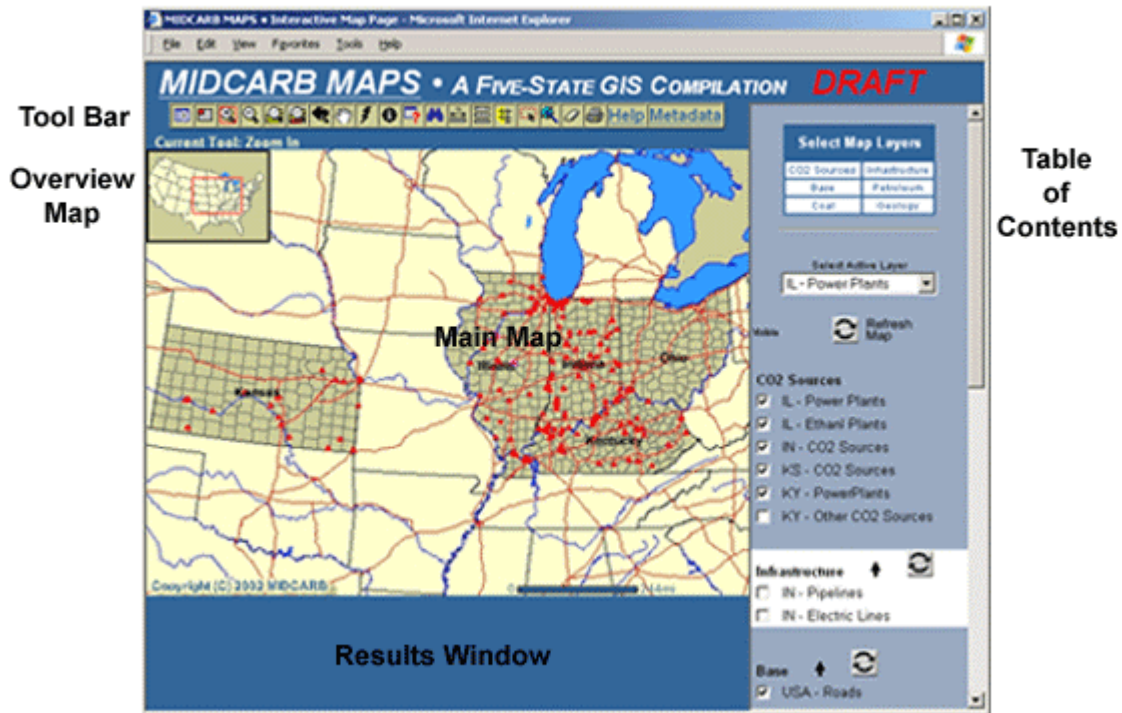 MIDCARB MAPS • Interactive Map Page - Microsoft Internet Explorer
File Edit View Favorites Tools Help
MIDCARB MAPS • A FIVE-STATE GIS COMPILATION DRAFT
Tool Bar
Help Metadata
Current Tool: Zoom In
Overview
Map
Table
of
Contents
Select Map Layers
CO2 Sources Infrastructure
Base Petroleum
Coal Geology
Select Active Layer
IL - Power Plants
Visible
Refresh
Map
Main Map
Illinois
Indiana
Ohio
Kansas
Kentucky
CO2 Sources
IL - Power Plants
IL - Ethanl Plants
IN - CO2 Sources
KS - CO2 Sources
KY - PowerPlants
KY - Other CO2 Sources
Copyright (C) 2002 MIDCARB
0
Infrastructure
IN - Pipelines
IN - Electric Lines
Results Window
Base
USA - Roads